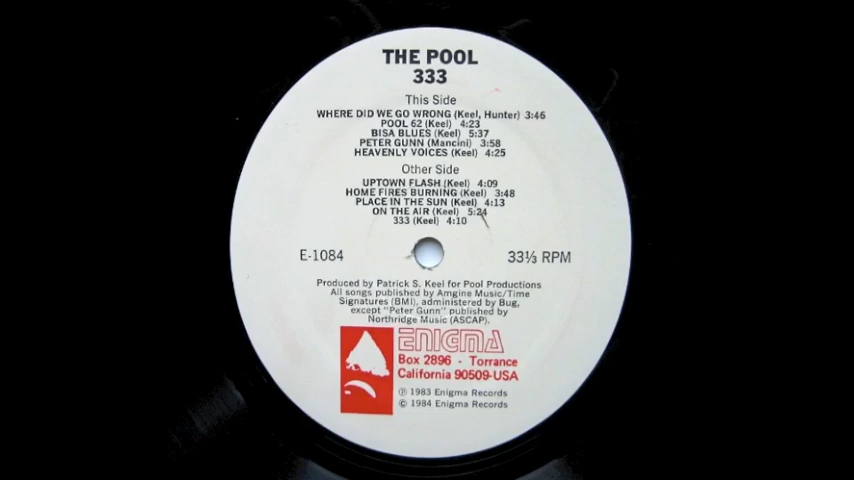 THE POOL
333
This Side
WHERE DID WE GO WRONG (Keel, Hunter) 3:46
POOL 62 (Keel) 4:23
BISA BLUES (Keel) 5:37
PETER GUNN (Mancini) 3:58
HEAVENLY VOICES (Keel) 4:25
Other Side
UPTOWN FLASH (Keel) 4:09
HOME FIRES BURNING (Keel) 3:48
PLACE IN THE SUN (Keel) 4:13
ON THE AIR (Keel) 5:24
333 (Keel) 4:10
E-1084
33⅓ RPM
Produced by Patrick S. Keel for Pool Productions
All songs published by Amgine Music/Time
Signatures (BMI), administered by Bug,
except "Peter Gunn" published by
Northridge Music (ASCAP).
ENIGMA
Box 2896 - Torrance
California 90509-USA
℗ 1983 Enigma Records
© 1984 Enigma Records